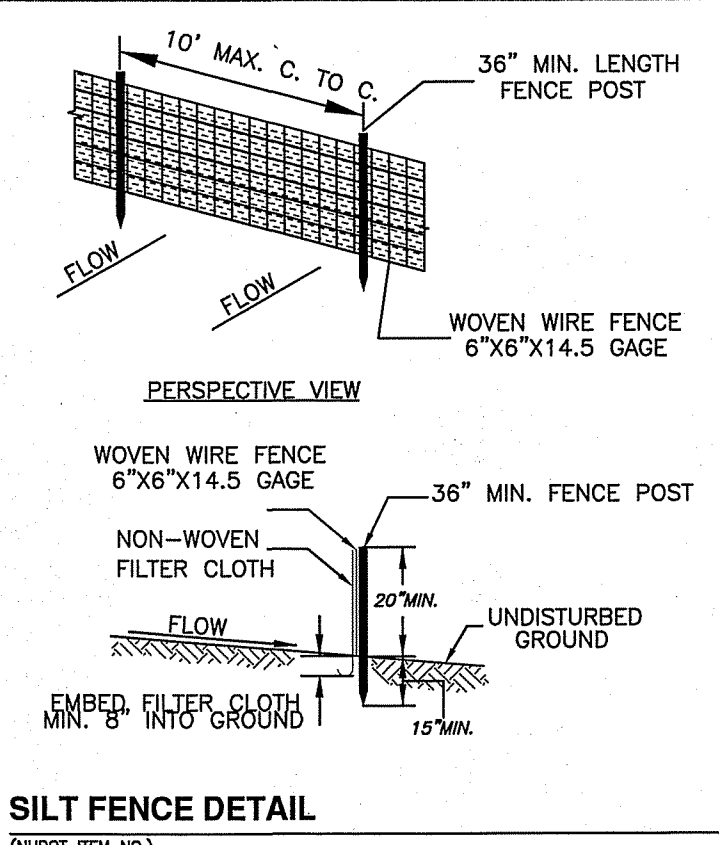 10' MAX. C. TO C.
36" MIN. LENGTH
FENCE POST
FLOW
FLOW
WOVEN WIRE FENCE
6"X6"X14.5 GAGE
PERSPECTIVE VIEW
WOVEN WIRE FENCE
6"X6"X14.5 GAGE
36" MIN. FENCE POST
NON-WOVEN
FILTER CLOTH
20"MIN.
FLOW
UNDISTURBED
GROUND
EMBED FILTER CLOTH
MIN. 8" INTO GROUND
15"MIN.
SILT FENCE DETAIL